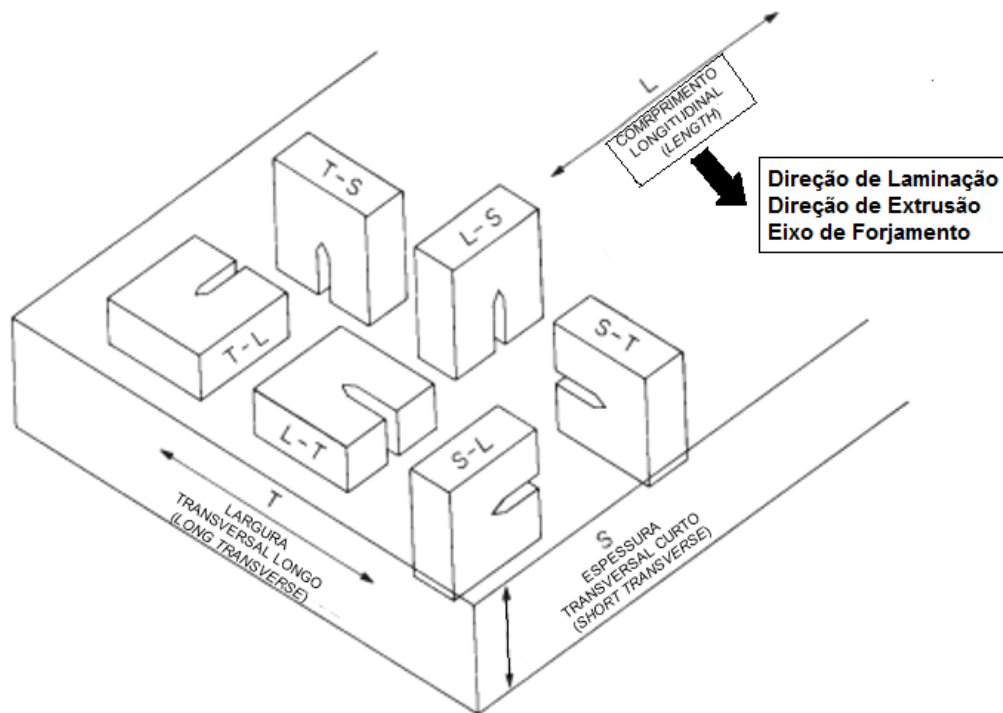 L
COMRPRIMENTO
LONGITUDINAL
(LENGTH)
Direção de Laminação
Direção de Extrusão
Eixo de Forjamento
T-S
L-S
T-L
S-T
L-T
S-L
T
LARGURA
TRANSVERSAL LONGO
(LONG TRANSVERSE)
S
ESPESSURA
TRANSVERSAL CURTO
(SHORT TRANSVERSE)